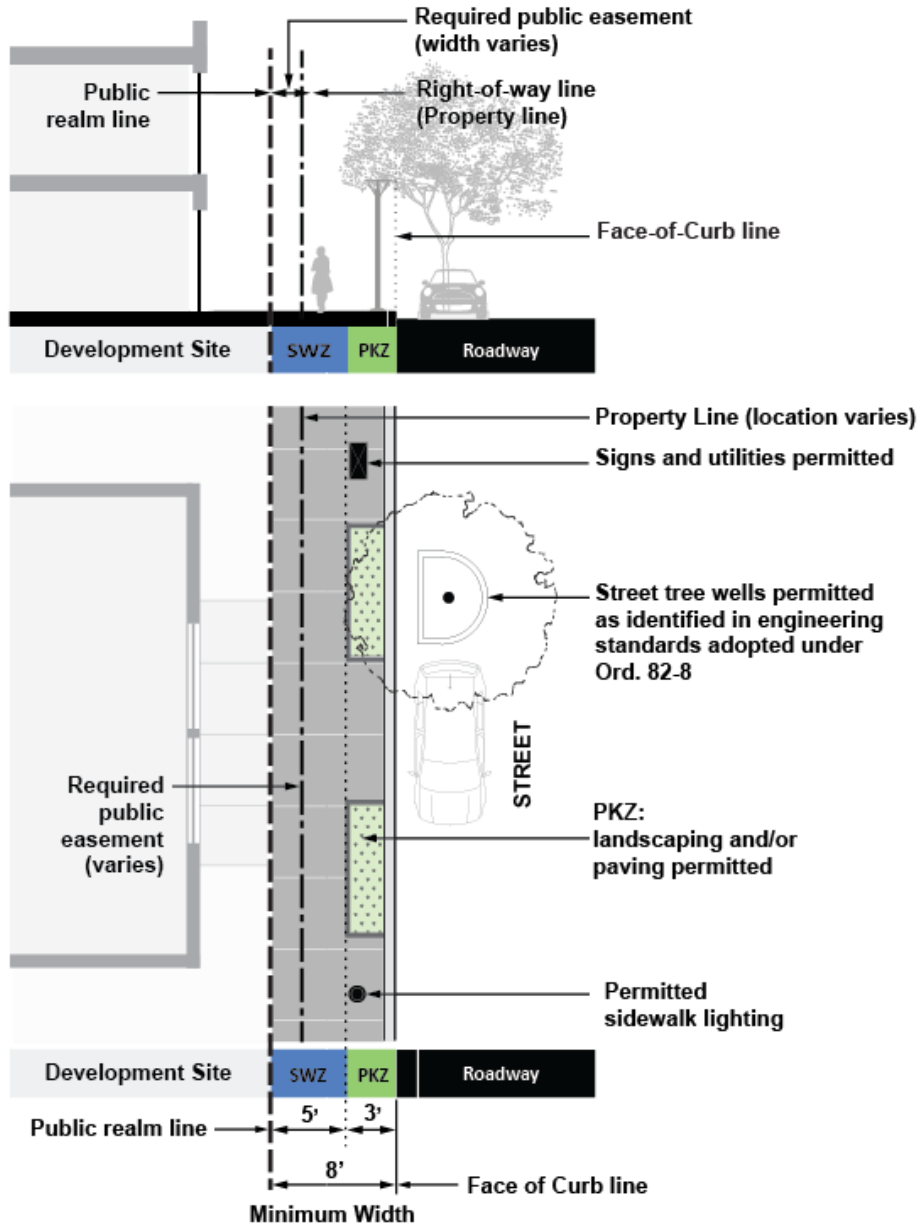 Required public easement
(width varies)
Public
realm line
Right-of-way line
(Property line)
Face-of-Curb line
Development Site
SWZ
PKZ
Roadway
Property Line (location varies)
Signs and utilities permitted
Street tree wells permitted
as identified in engineering
standards adopted under
Ord. 82-8
STREET
Required
public
easement
(varies)
PKZ:
landscaping and/or
paving permitted
Permitted
sidewalk lighting
Development Site
SWZ
PKZ
Roadway
5’
3’
Public realm line
8’
Face of Curb line
Minimum Width